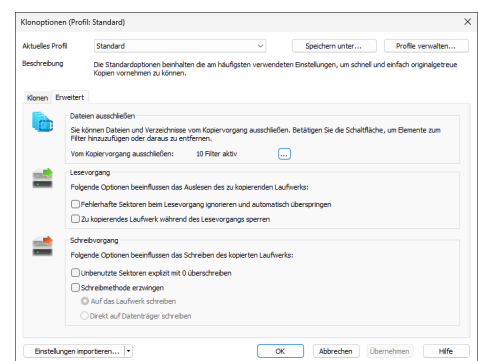 Klonoptionen (Profil: Standard)
Aktuelles Profil
Standard
Speichern unter...
Profile verwalten...
Beschreibung
Die Standardoptionen beinhalten die am häufigsten verwendeten Einstellungen, um schnell und einfach originalgetreue
Kopien vornehmen zu können.
Klonen
Erweitert
Dateien ausschließen
Sie können Dateien und Verzeichnisse vom Kopiervorgang ausschließen. Betätigen Sie die Schaltfläche, um Elemente zum
Filter hinzuzufügen oder daraus zu entfernen.
Vom Kopiervorgang ausschließen:
10 Filter aktiv
...
Lesevorgang
Folgende Optionen beeinflussen das Auslesen des zu kopierenden Laufwerks:
Fehlerhafte Sektoren beim Lesevorgang ignorieren und automatisch überspringen
Zu kopierendes Laufwerk während des Lesevorgangs sperren
Schreibvorgang
Folgende Optionen beeinflussen das Schreiben des kopierten Laufwerks:
Unbenutzte Sektoren explizit mit 0 überschreiben
Schreibmethode erzwingen
Auf das Laufwerk schreiben
Direkt auf Datenträger schreiben
Einstellungen importieren...
OK
Abbrechen
Übernehmen
Hilfe